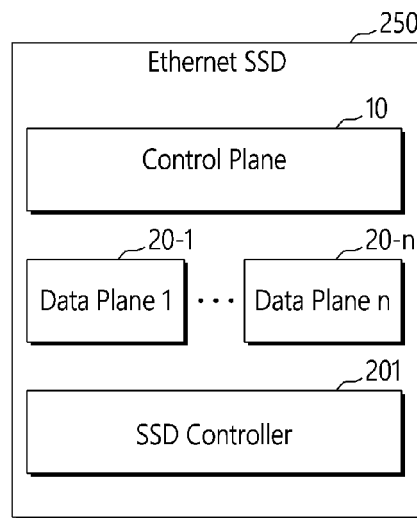 250
Ethernet SSD
10
Control Plane
20-1
20-n
Data Plane 1
...
Data Plane n
201
SSD Controller